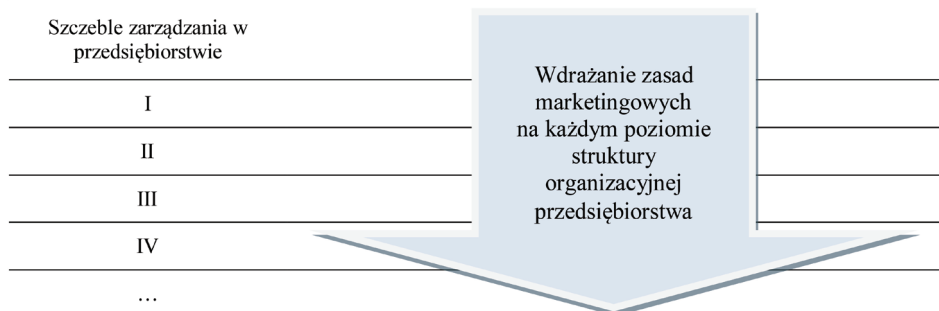 Szczeble zarządzania w
przedsiębiorstwie
I
II
III
IV
...
Wdrażanie zasad
marketingowych
na każdym poziomie
struktury
organizacyjnej
przedsiębiorstwa